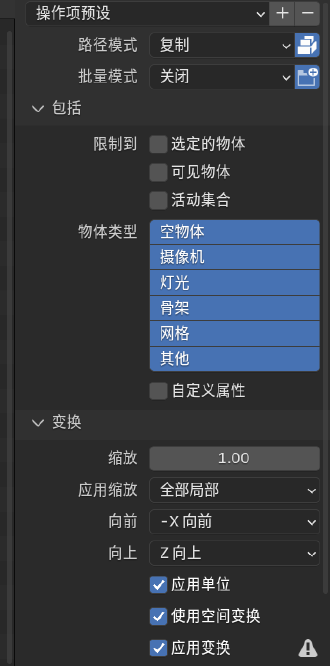 操作项预设
路径模式 复制
批量模式 关闭
包括
限制到 选定的物体
可见物体
活动集合
物体类型 空物体
摄像机
灯光
骨架
网格
其他
自定义属性
变换
缩放 1.00
应用缩放 全部局部
向前 -X 向前
向上 Z 向上
应用单位
使用空间变换
应用变换